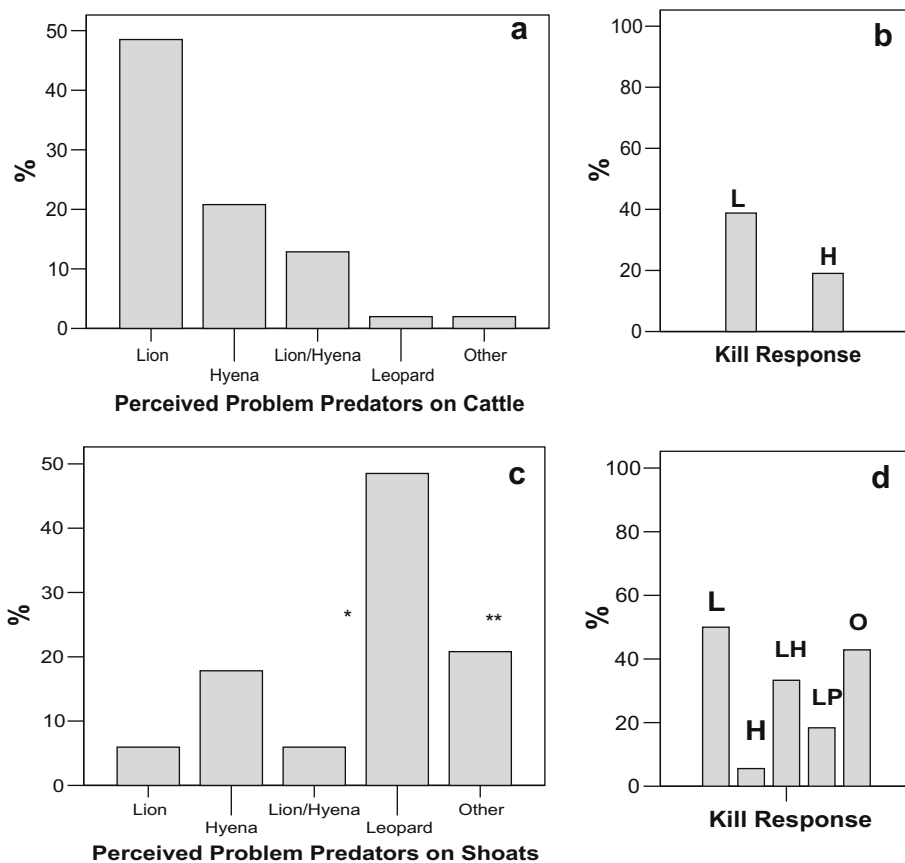 a
50
40
30
20
10
0
%
Lion
Hyena
Lion/Hyena
Leopard
Other
Perceived Problem Predators on Cattle
b
100
80
60
40
20
0
%
L
H
Kill Response
c
50
40
30
20
10
0
%
*
**
Lion
Hyena
Lion/Hyena
Leopard
Other
Perceived Problem Predators on Shoats
d
100
80
60
40
20
0
%
L
H
LH
LP
O
Kill Response